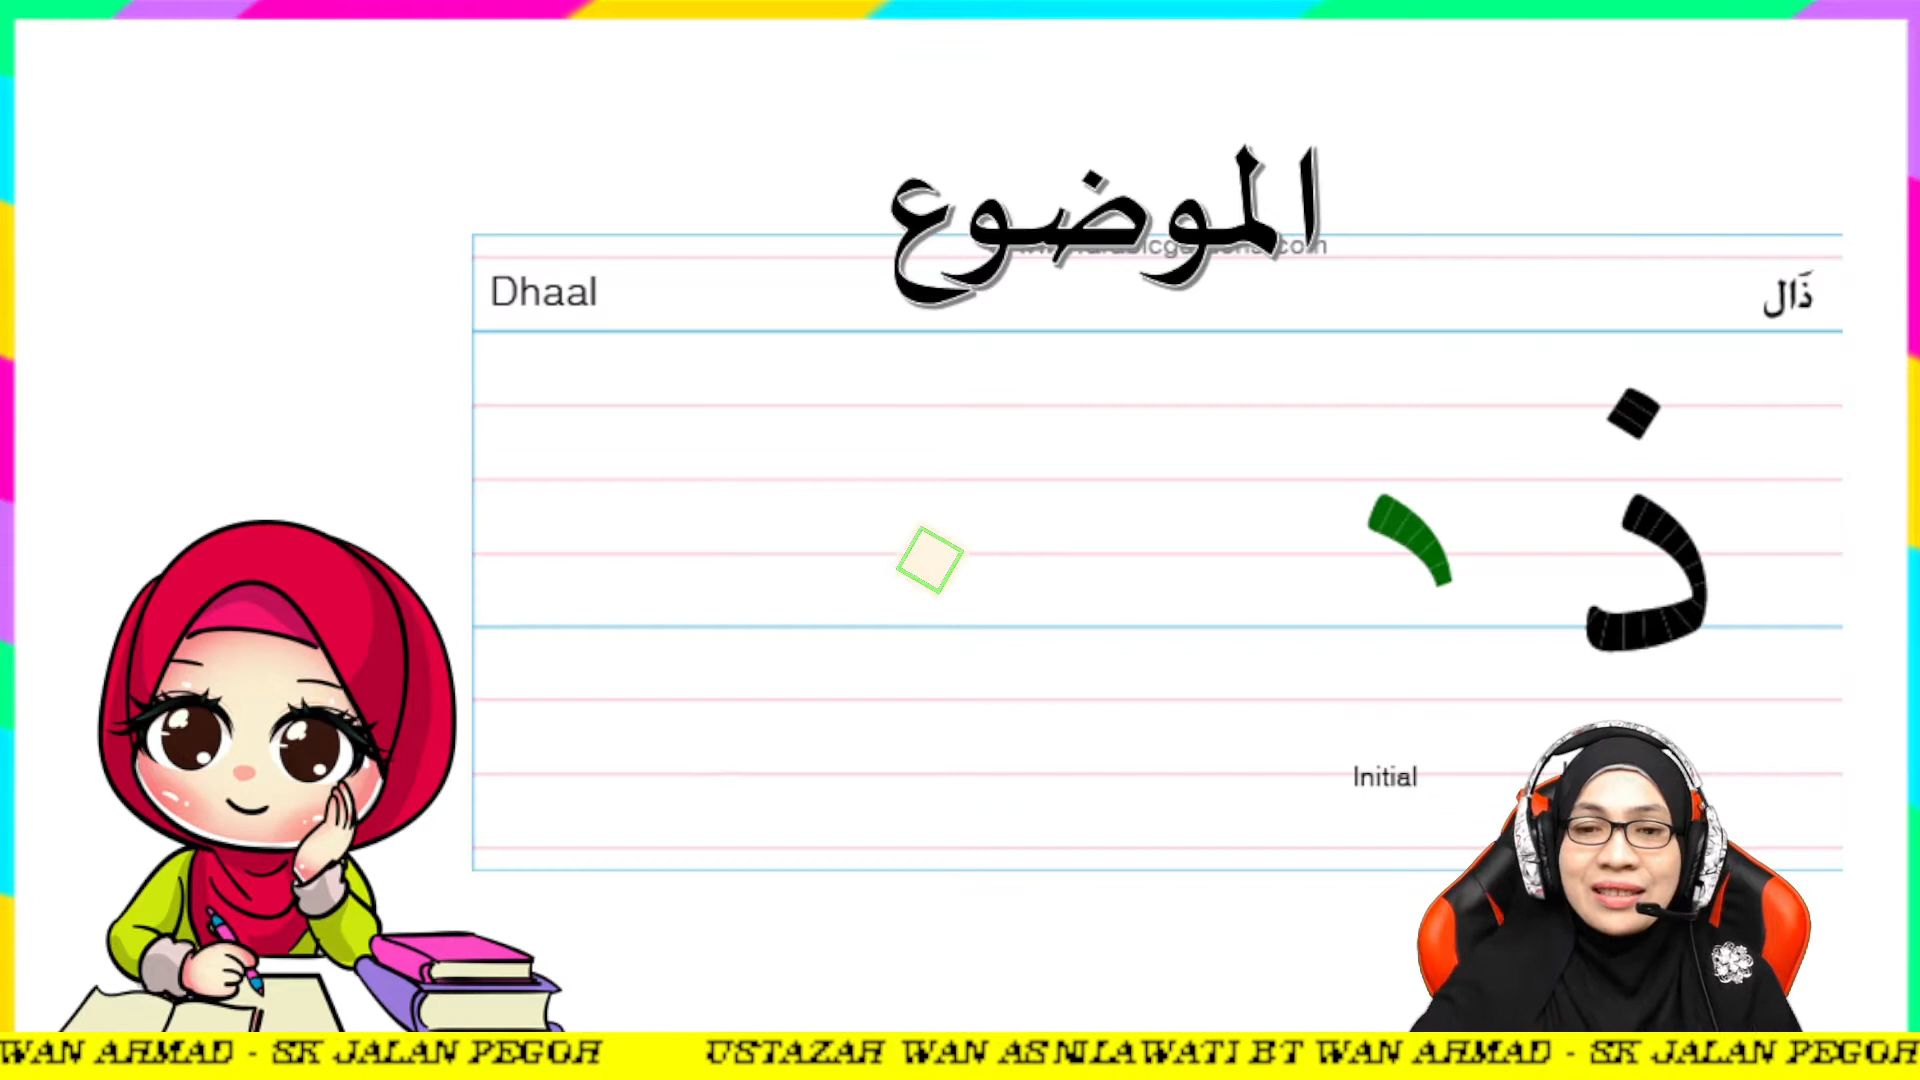 الموضوع
Dhaal
ذَال
ذ
Initial
WAN AHMAD - SK JALAN PEGOH USTAZAH WAN ASNILAWATI BT WAN AHMAD - SK JALAN PEGOH